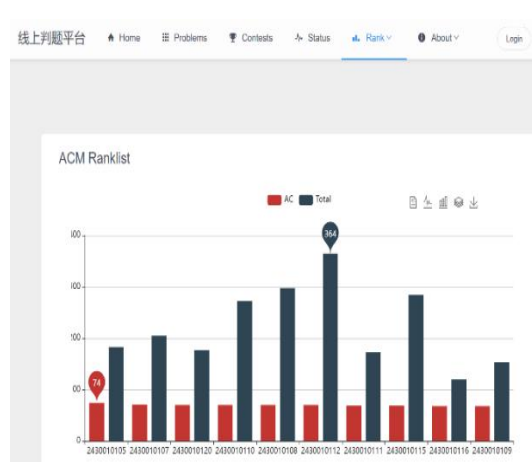 线上判题平台 Home Problems Contests Status Rank About Login
ACM Ranklist
AC Total
364
74
0
2430010105 2430010107 2430010120 2430010110 2430010108 2430010112 2430010111 2430010115 2430010116 2430010109